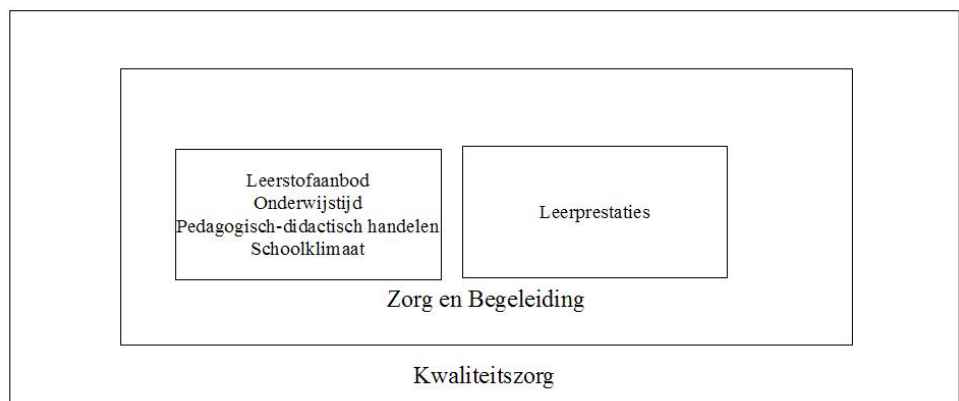 Leerstofaanbod
Onderwijstijd
Pedagogisch-didactisch handelen
Schoolklimaat
Leerprestaties
Zorg en Begeleiding
Kwaliteitszorg